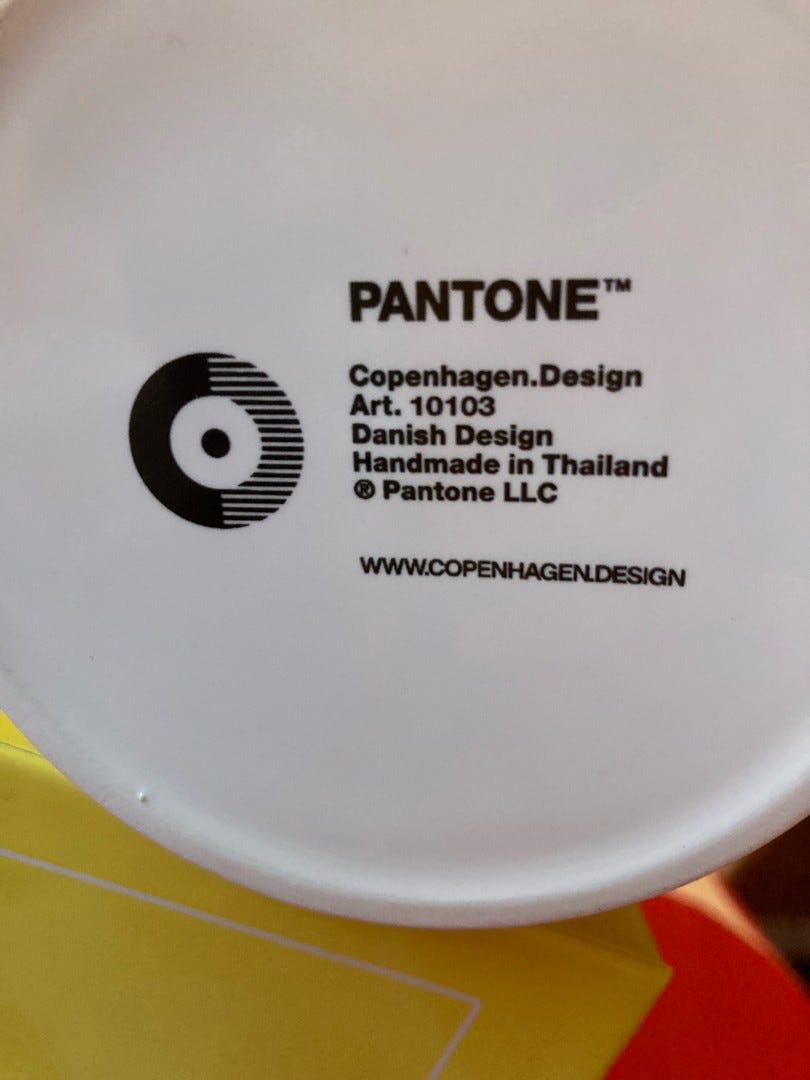 PANTONE™
Copenhagen.Design
Art. 10103
Danish Design
Handmade in Thailand
® Pantone LLC
WWW.COPENHAGEN.DESIGN